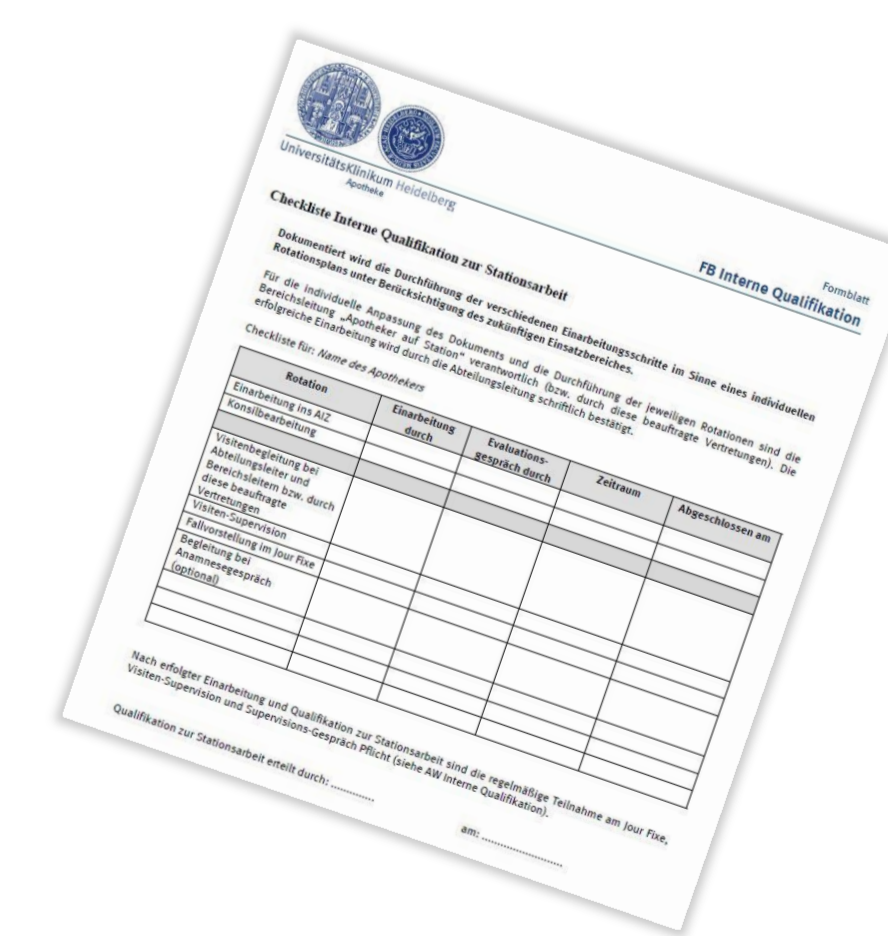 UniversitätsKlinikum Heidelberg
Apotheke
Formblatt
FB Interne Qualifikation
Checkliste Interne Qualifikation zur Stationsarbeit
Dokumentiert wird die Durchführung der verschiedenen Einarbeitungsschritte im Sinne eines individuellen
Rotationsplans unter Berücksichtigung des zukünftigen Einsatzbereiches.
Für die individuelle Anpassung des Dokuments und die Durchführung der jeweiligen Rotationen sind die
Bereichsleitung „Apotheker auf Station“ verantwortlich (bzw. durch diese beauftragte Vertretungen). Die
erfolgreiche Einarbeitung wird durch die Abteilungsleitung schriftlich bestätigt.
Checkliste für: Name des Apothekers
Rotation
Einarbeitung
durch
Evaluations-
gespräch durch
Zeitraum
Abgeschlossen am
Einarbeitung ins AIZ
Konsilbearbeitung
Visitenbegleitung bei
Abteilungsleiter und
Bereichsleitern bzw. durch
diese beauftragte
Vertretungen
Visiten-Supervision
Fallvorstellung im Jour Fixe
Begleitung bei
Anamnesegespräch
(optional)
Nach erfolgter Einarbeitung und Qualifikation zur Stationsarbeit sind die regelmäßige Teilnahme am Jour Fixe,
Visiten-Supervision und Supervisions-Gespräch Pflicht (siehe AW Interne Qualifikation).
Qualifikation zur Stationsarbeit erteilt durch: .............
am: ........................